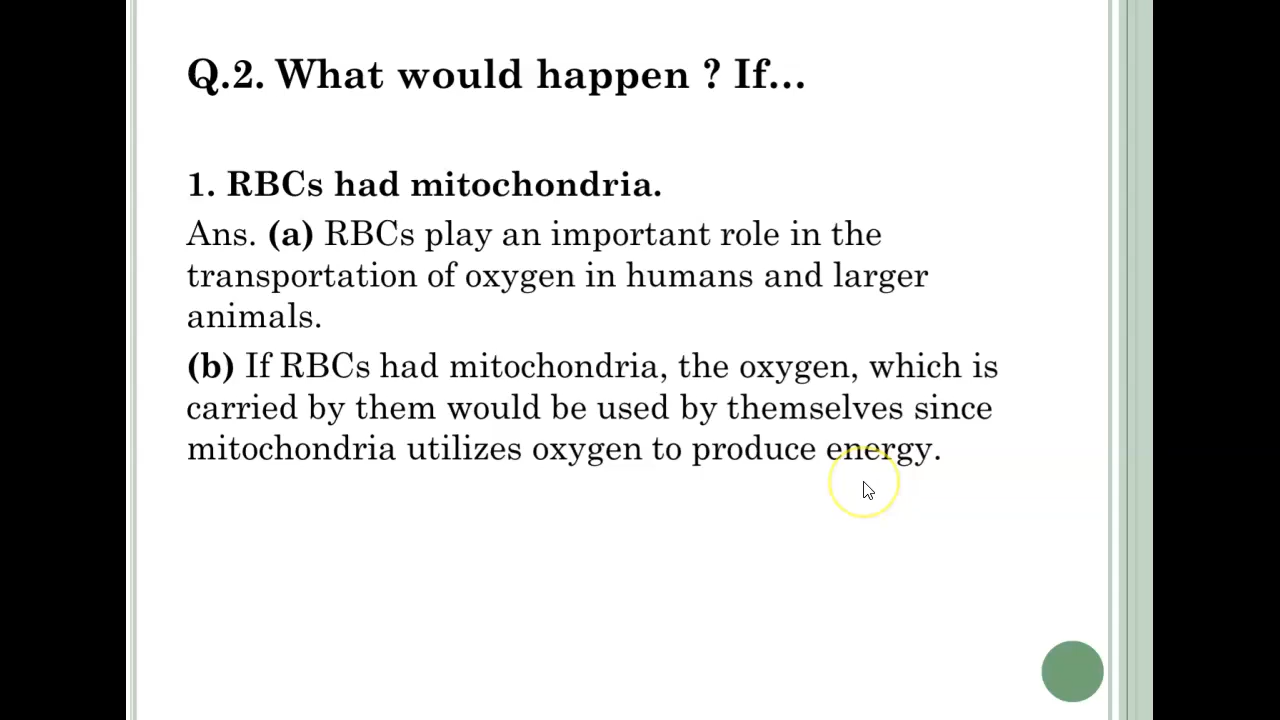 Q.2. What would happen ? If...
1. RBCs had mitochondria.
Ans. (a) RBCs play an important role in the
transportation of oxygen in humans and larger
animals.
(b) If RBCs had mitochondria, the oxygen, which is
carried by them would be used by themselves since
mitochondria utilizes oxygen to produce energy.